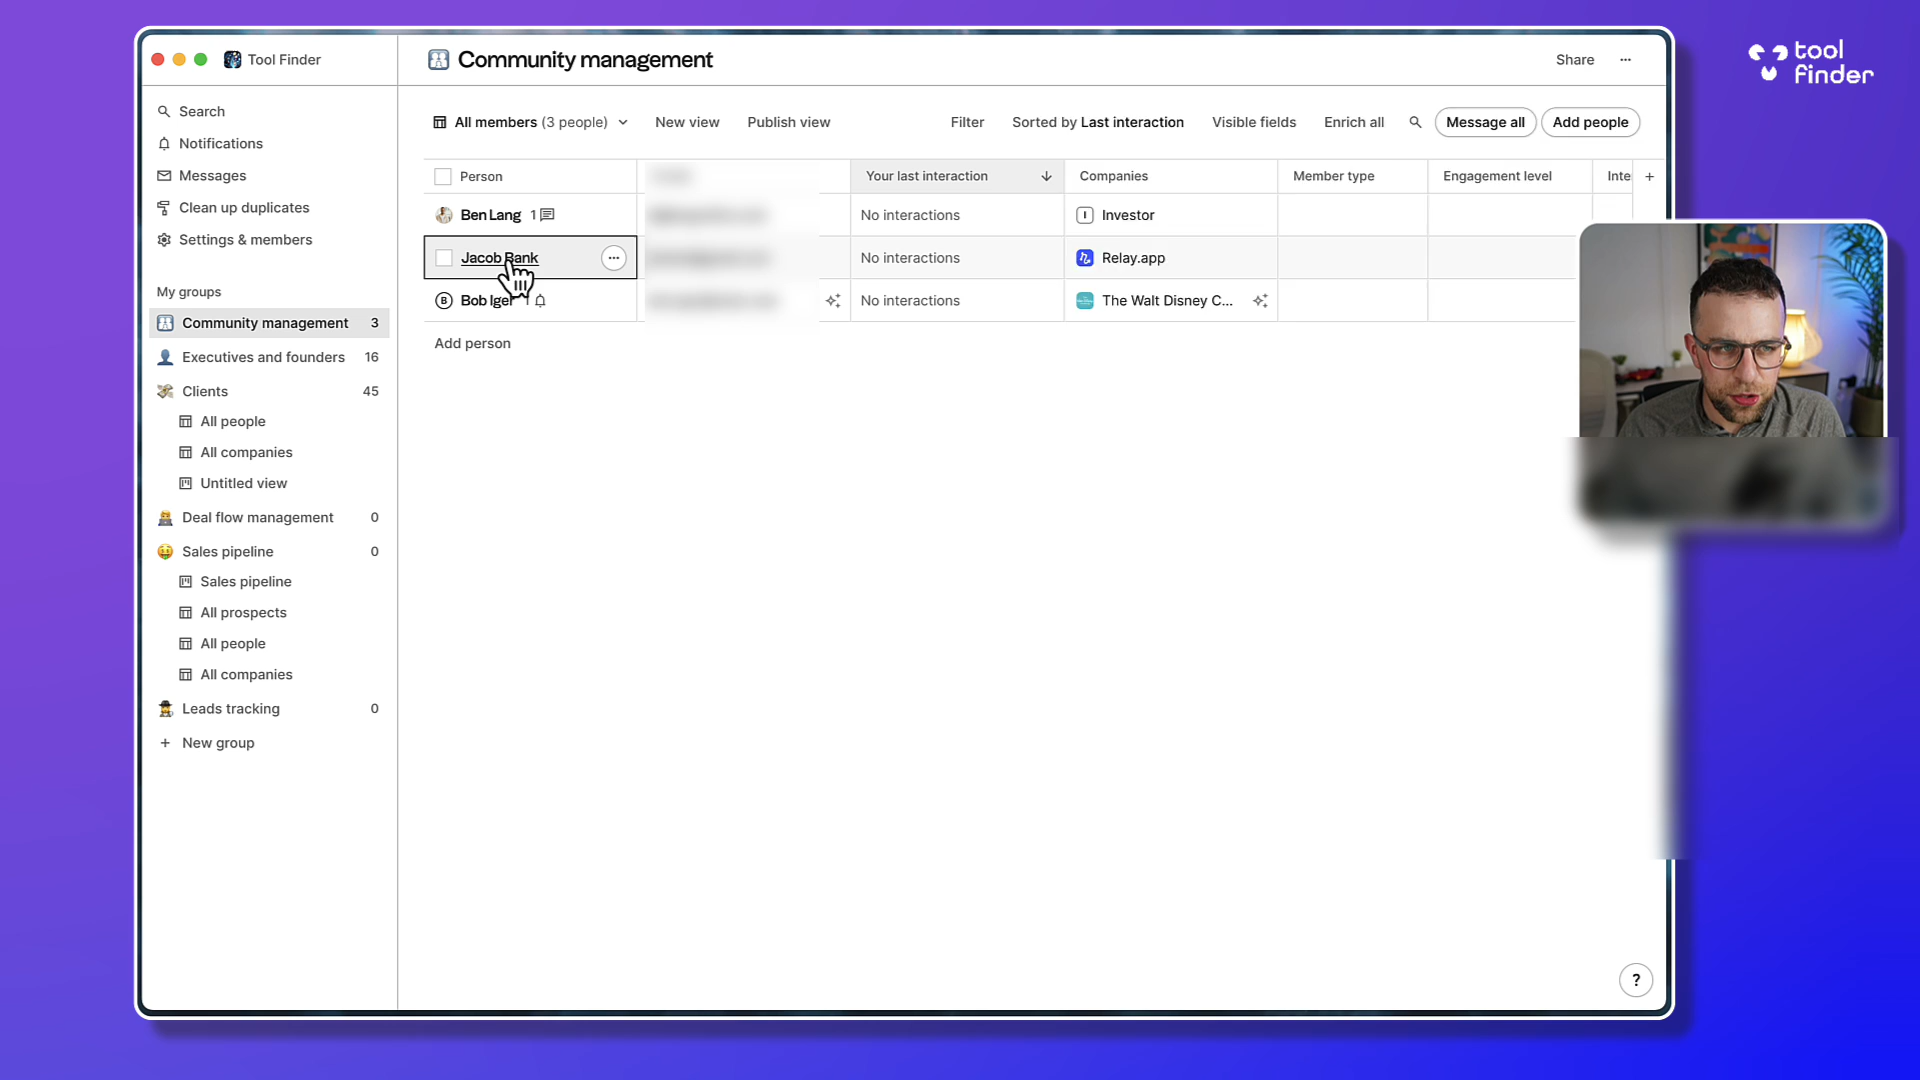 Tool Finder
Community management
Share
tool
finder
Search
Notifications
Messages
Clean up duplicates
Settings & members
My groups
Community management 3
Executives and founders 16
Clients 45
All people
All companies
Untitled view
Deal flow management 0
Sales pipeline 0
Sales pipeline
All prospects
All people
All companies
Leads tracking 0
+ New group
All members (3 people)
New view
Publish view
Filter
Sorted by Last interaction
Visible fields
Enrich all
Message all
Add people
Person
Your last interaction
Companies
Member type
Engagement level
Inte
+
Ben Lang 1
No interactions
I Investor
Jacob Bank
No interactions
Relay.app
B Bob Iger 1
No interactions
The Walt Disney C...
Add person
?